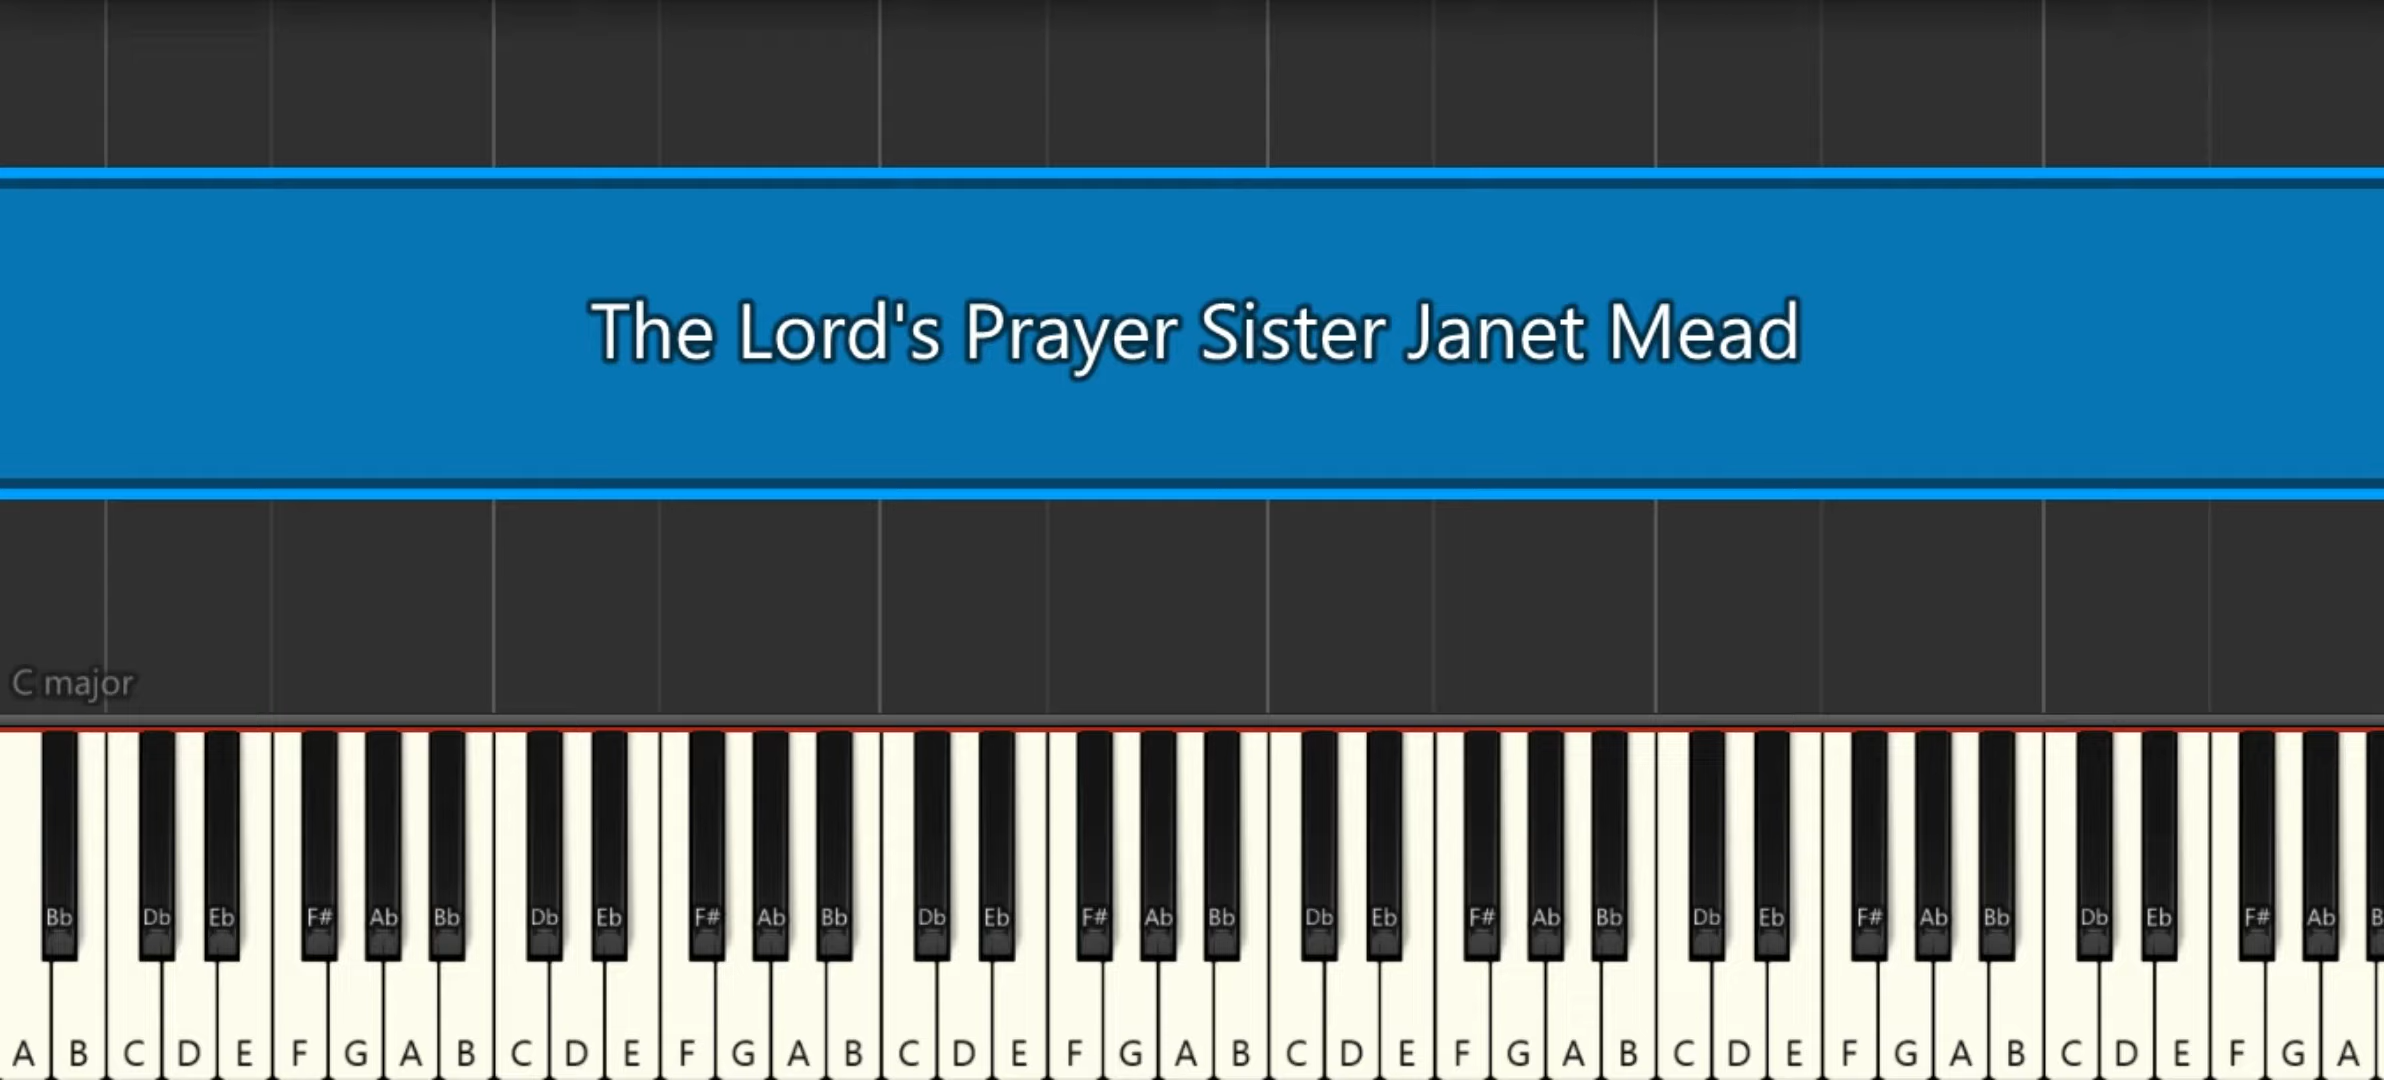 The Lord's Prayer Sister Janet Mead
C major
Bb Db Eb F# Ab Bb Db Eb F# Ab Bb Db Eb F# Ab Bb Db Eb F# Ab Bb Db Eb F# Ab Bb Db Eb F# Ab B
A B C D E F G A B C D E F G A B C D E F G A B C D E F G A B C D E F G A B C D E F G A